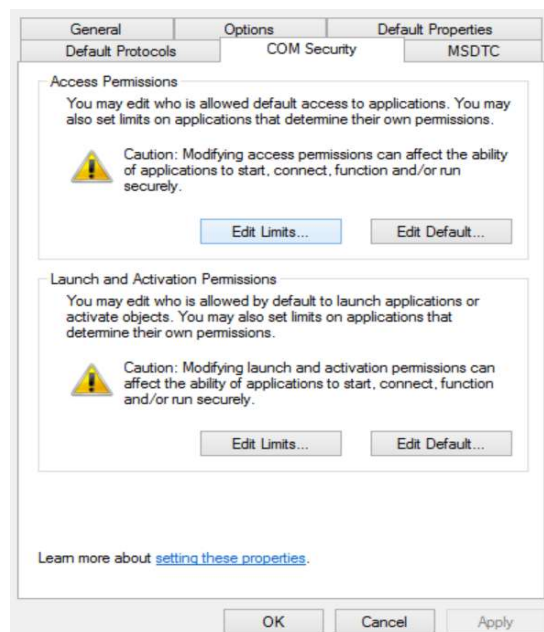 General Options Default Properties
Default Protocols COM Security MSDTC
Access Permissions
You may edit who is allowed default access to applications. You may
also set limits on applications that determine their own permissions.
Caution: Modifying access permissions can affect the ability
of applications to start, connect, function and/or run
securely.
Edit Limits... Edit Default...
Launch and Activation Permissions
You may edit who is allowed by default to launch applications or
activate objects. You may also set limits on applications that
determine their own permissions.
Caution: Modifying launch and activation permissions can
affect the ability of applications to start, connect, function
and/or run securely.
Edit Limits... Edit Default...
Learn more about setting these properties.
OK Cancel Apply